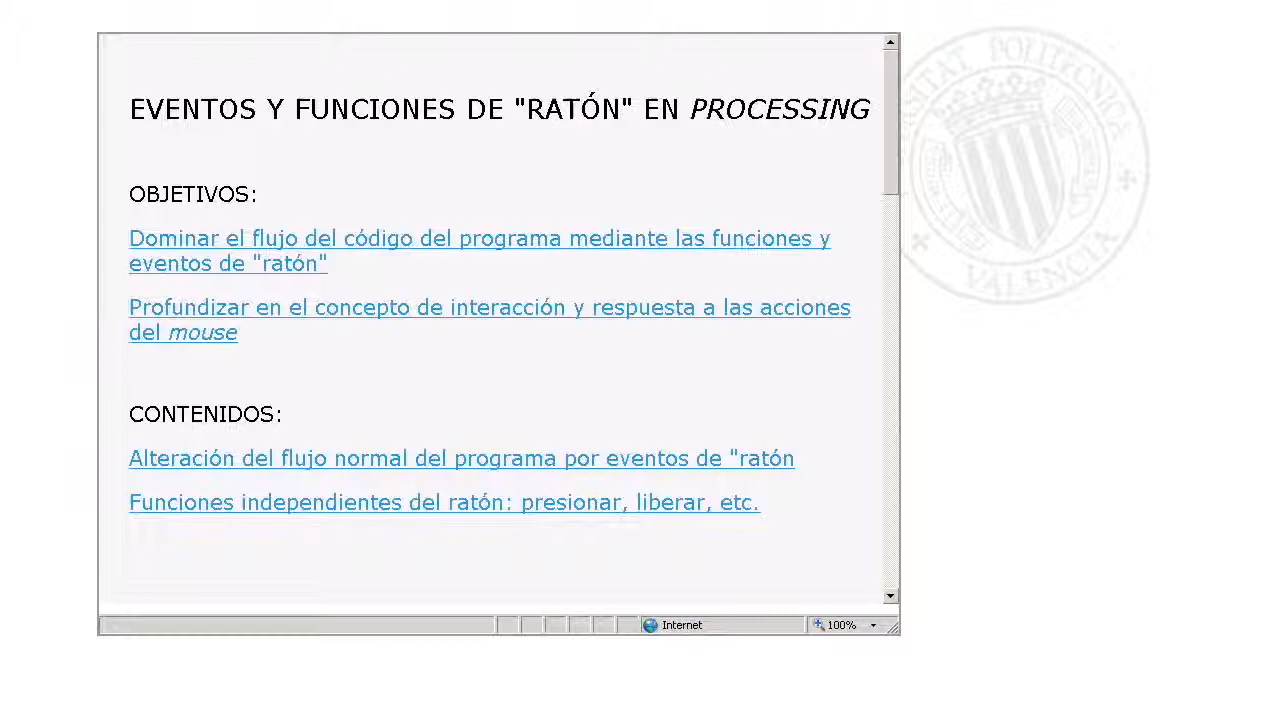 EVENTOS Y FUNCIONES DE "RATÓN" EN PROCESSING
OBJETIVOS:
Dominar el flujo del código del programa mediante las funciones y
eventos de "ratón"
Profundizar en el concepto de interacción y respuesta a las acciones
del mouse
CONTENIDOS:
Alteración del flujo normal del programa por eventos de "ratón
Funciones independientes del ratón: presionar, liberar, etc.
Internet
100%
POLITECNICA
VALENCIA